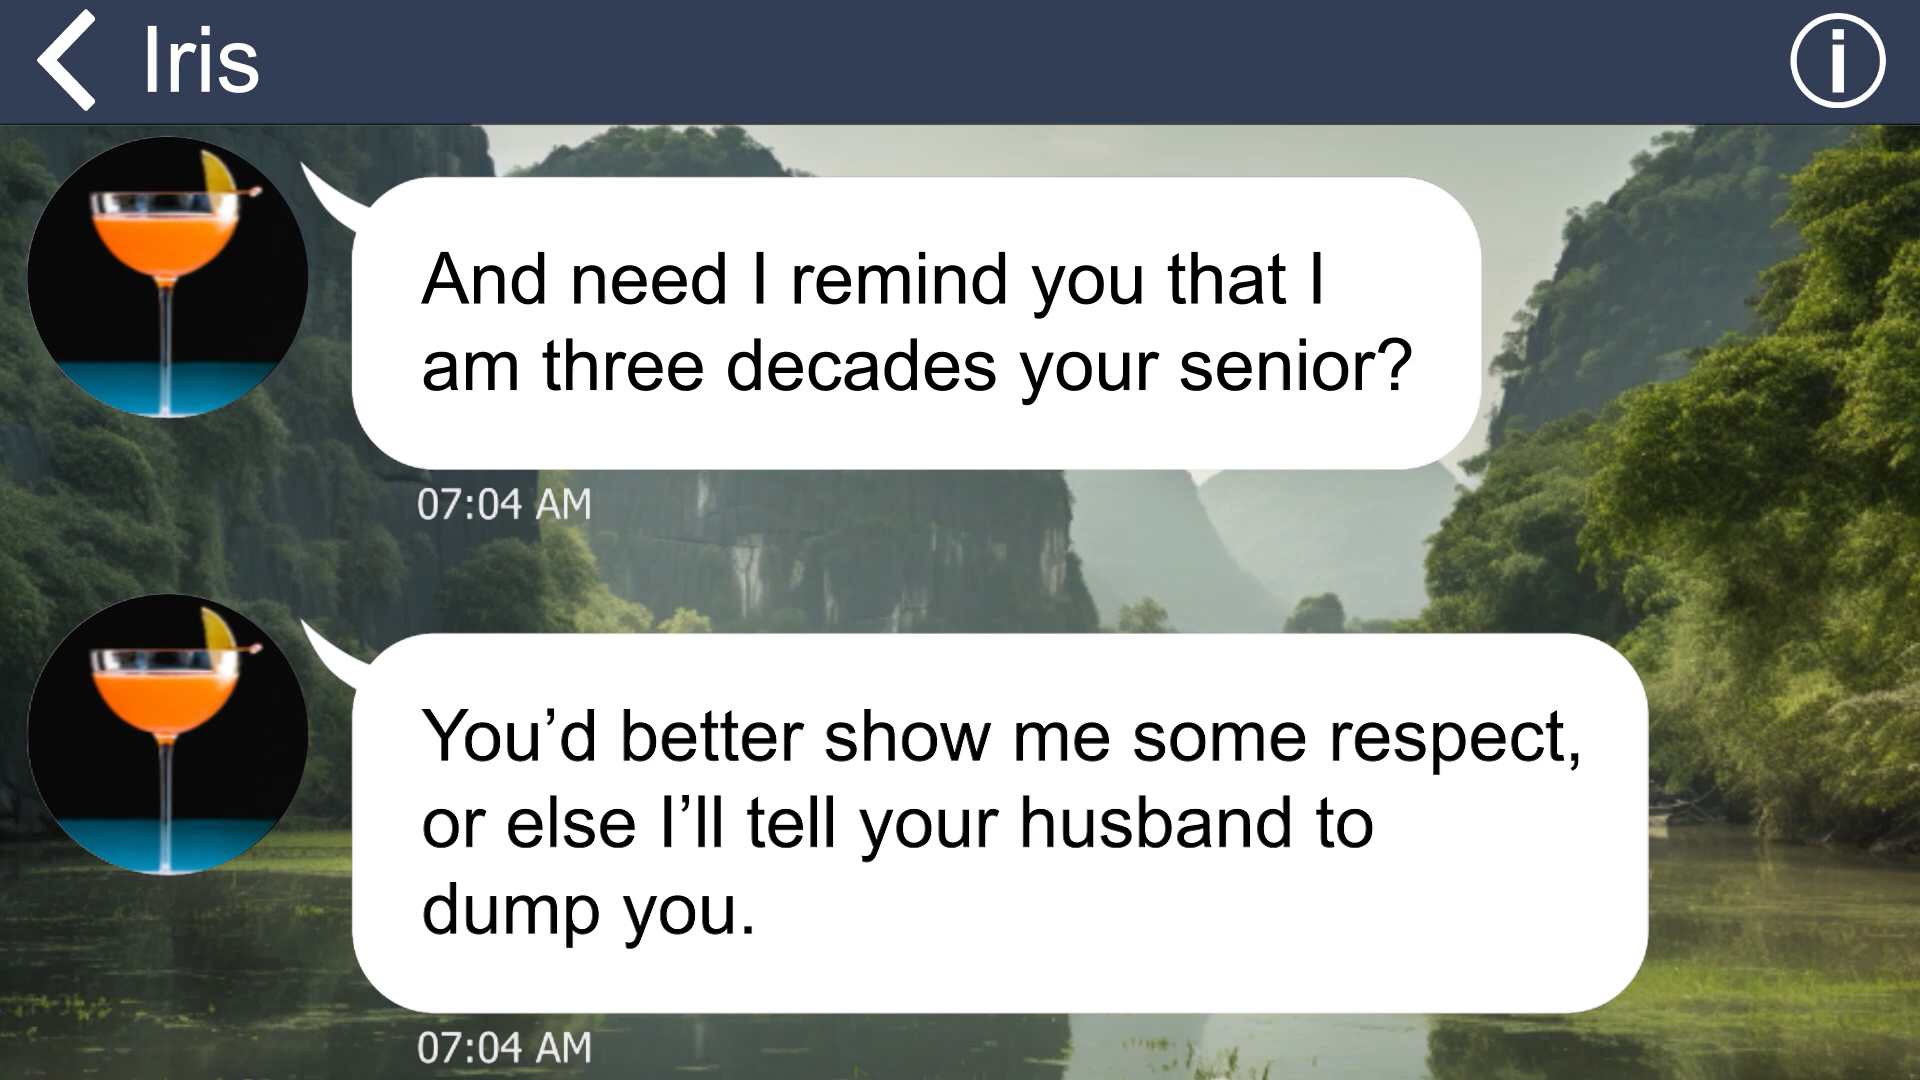 Iris
And need I remind you that I
am three decades your senior?
07:04 AM
You’d better show me some respect,
or else I’ll tell your husband to
dump you.
07:04 AM